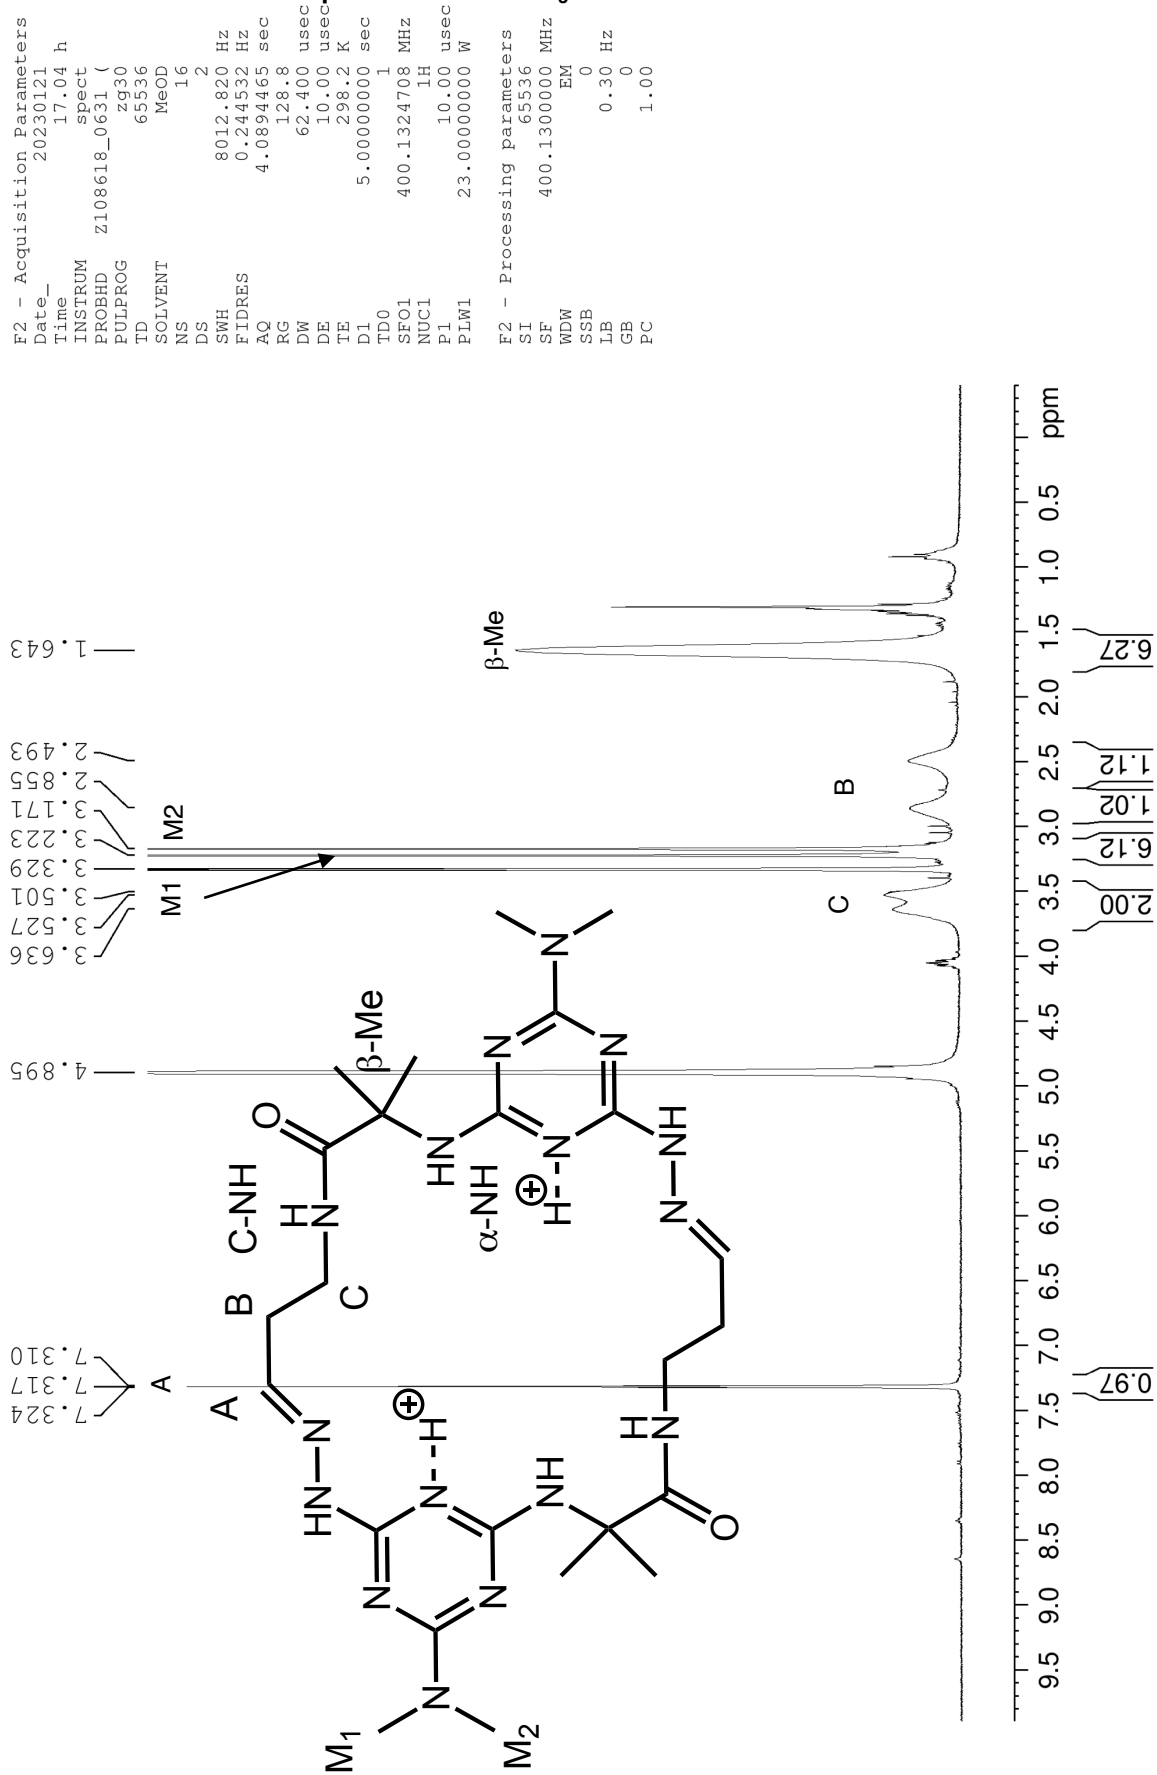 7.324
7.317
7.310
4.895
3.636
3.527
3.501
3.329
3.223
3.171
2.855
2.493
1.643
F2 - Acquisition Parameters
Date_ 20230121
Time 17.04 h
INSTRUM spect
PROBHD Z108618_0631 (
PULPROG zg30
TD 65536
SOLVENT MeOD
NS 16
DS 2
SWH 8012.820 Hz
FIDRES 0.244532 Hz
AQ 4.0894465 sec
RG 128.8
DW 62.400 usec
DE 10.00 usec
TE 298.2 K
D1 5.00000000 sec
TD0 1
SFO1 400.1324708 MHz
NUC1 1H
P1 10.00 usec
PLW1 23.00000000 W
F2 - Processing parameters
SI 65536
SF 400.1300000 MHz
WDW EM
SSB 0
LB 0.30 Hz
GB 0
PC 1.00
A
M1
M2
A
B
C-NH
O
HN
N
H
N
C
β-Me
M1
M2
N
N
N
N
H
⊕
HN
α-NH
⊕
H
N
N
N
N
NH
O
H
N
N
NH
β-Me
C
B
9.5 9.0 8.5 8.0 7.5 7.0 6.5 6.0 5.5 5.0 4.5 4.0 3.5 3.0 2.5 2.0 1.5 1.0 0.5 ppm
0.97
2.00
6.12
1.02
1.12
6.27